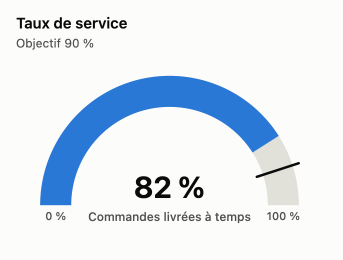 Taux de service
Objectif 90 %
82 %
0 %
Commandes livrées à temps
100 %